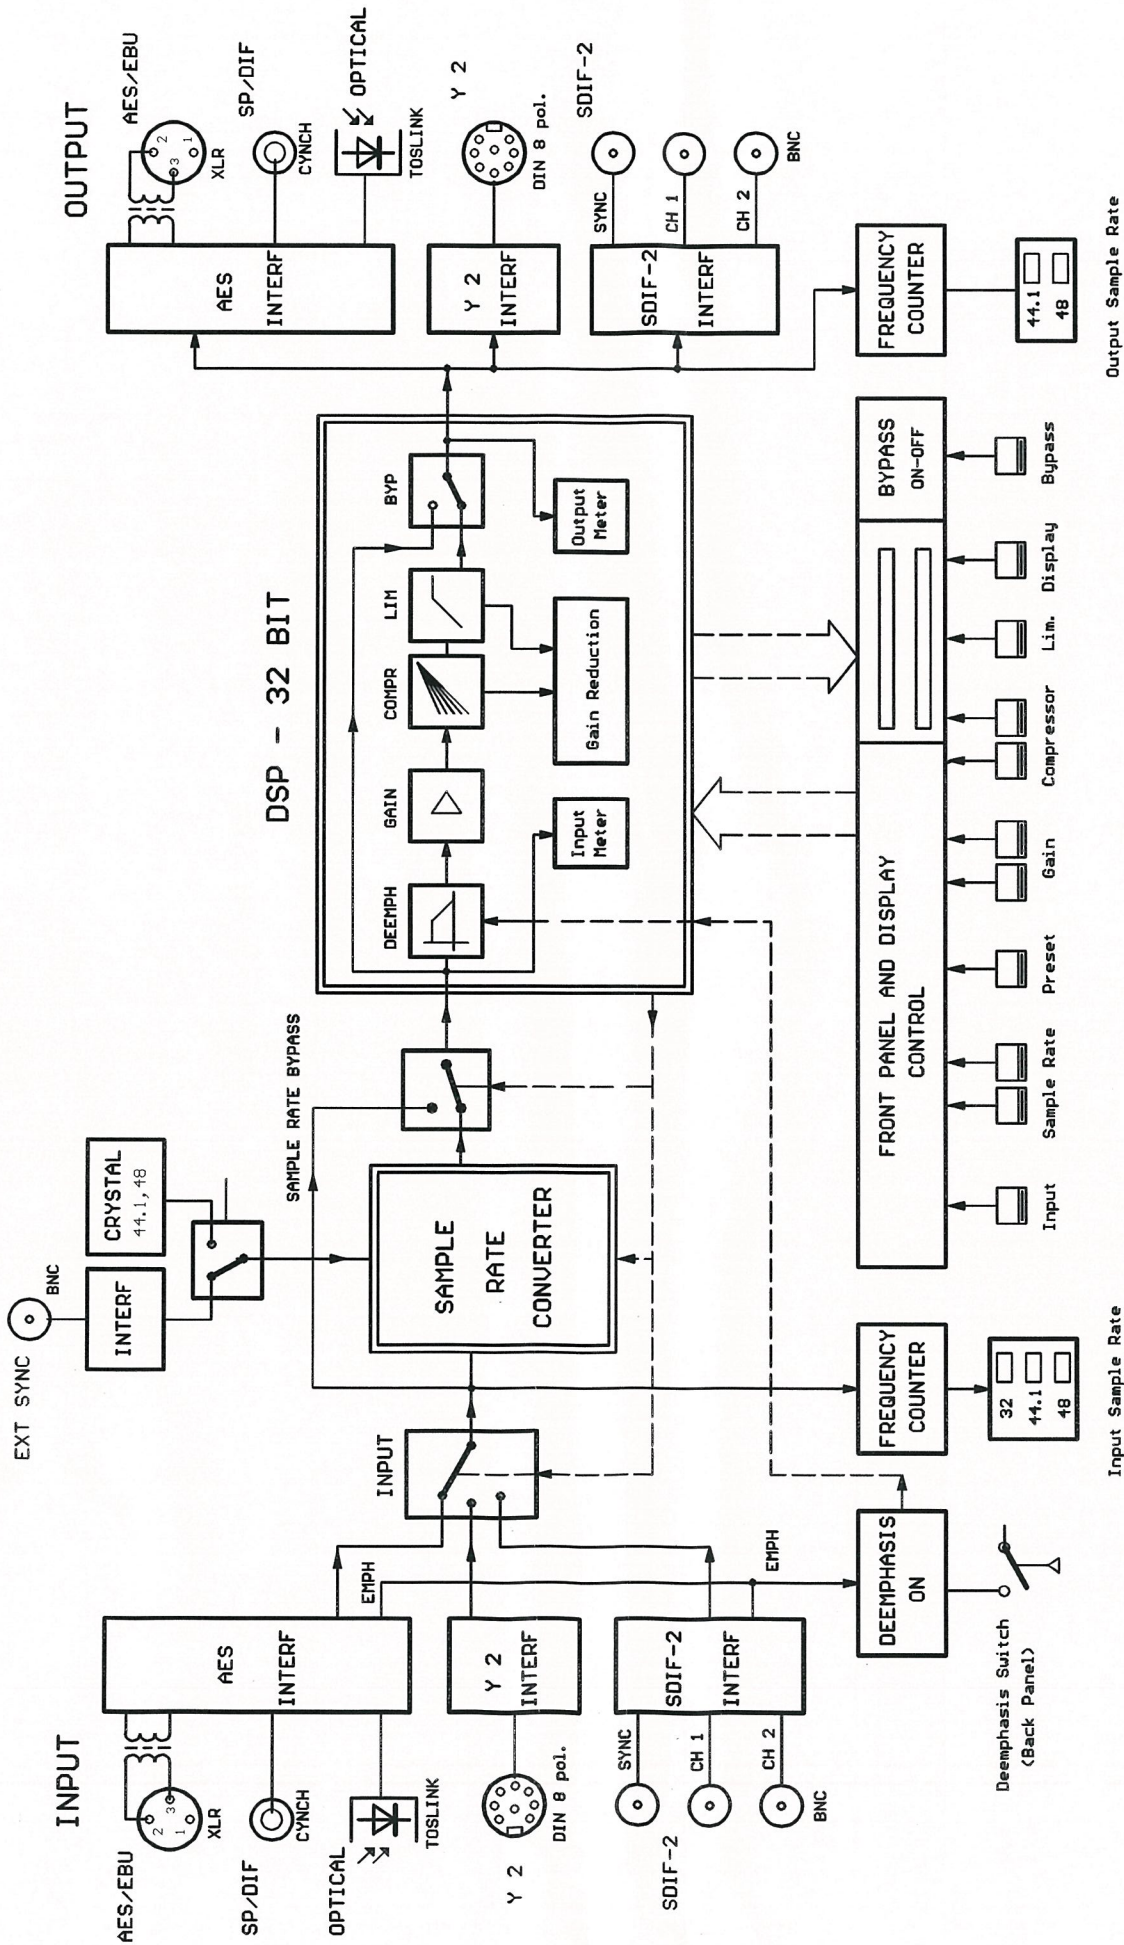 INPUT
AES/EBU
2
3
1
XLR
SP/DIF
CYNCH
OPTICAL
TOSLINK
Y 2
DIN 8 pol.
SDIF-2
SYNC
CH 1
CH 2
BNC
AES
INTERF
Y 2
INTERF
SDIF-2
INTERF
EMPH
EMPH
DEEMPHASIS
ON
Deemphasis Switch
(Back Panel)
INPUT
EXT SYNC
BNC
INTERF
CRYSTAL
44.1, 48
SAMPLE RATE BYPASS
SAMPLE
RATE
CONVERTER
FREQUENCY
COUNTER
32
44.1
48
Input Sample Rate
DSP - 32 BIT
DEEMPH
GAIN
COMPR
LIM
BYP
Input
Meter
Gain Reduction
Output
Meter
FRONT PANEL AND DISPLAY
CONTROL
BYPASS
ON-OFF
Input
Sample Rate
Preset
Gain
Compressor
Lim.
Display
Bypass
OUTPUT
AES
INTERF
Y 2
INTERF
SDIF-2
INTERF
AES/EBU
2
3
1
XLR
SP/DIF
CYNCH
OPTICAL
TOSLINK
Y 2
DIN 8 pol.
SDIF-2
SYNC
CH 1
CH 2
BNC
FREQUENCY
COUNTER
44.1
48
Output Sample Rate